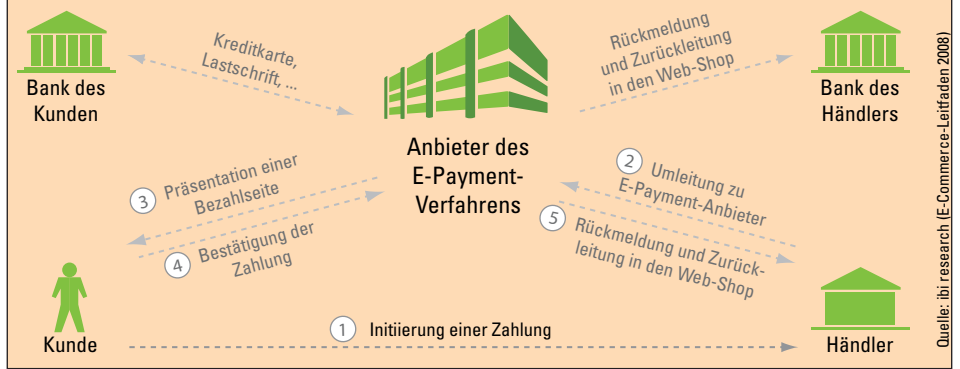 Bank des
Kunden
Kreditkarte,
Lastschrift, ...
Anbieter des
E-Payment-
Verfahrens
Rückmeldung
und Zurückleitung
in den Web-Shop
Bank des
Händlers
3 Präsentation einer
Bezahlseite
4 Bestätigung der
Zahlung
2 Umleitung zu
E-Payment-Anbieter
5 Rückmeldung und Zurück-
leitung in den Web-Shop
Kunde
1 Initiierung einer Zahlung
Händler
Quelle: ibi research (E-Commerce-Leitfaden 2008)